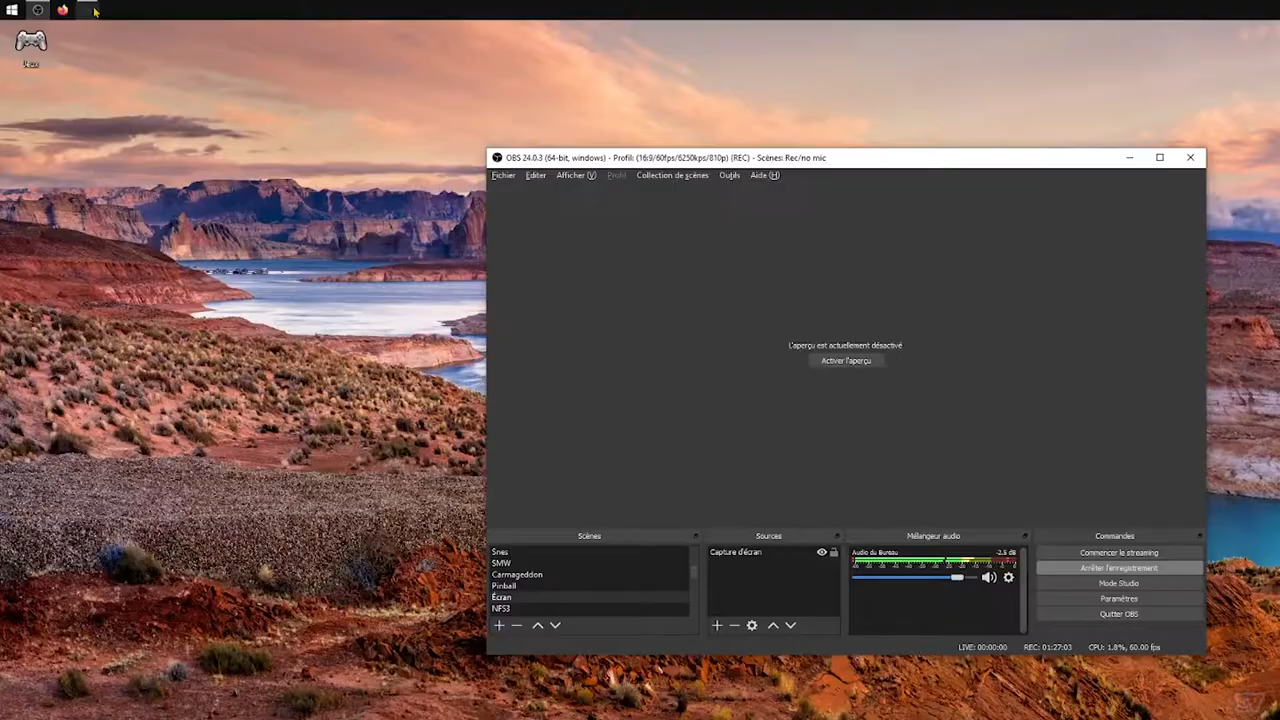 Jeux
OBS 24.0.3 (64-bit, windows) - Profil: (16:9/60fps/6250kps/810p) (REC) - Scènes: Rec/no mic
Fichier Editer Afficher (V) Profil Collection de scènes Outils Aide (H)
L'aperçu est actuellement désactivé
Activer l'aperçu
Scènes
Snes
SMW
Carmageddon
Pinball
Écran
NFS3
Sources
Capture d'écran
Mélangeur audio
Audio du Bureau -2.5 dB
Commandes
Commencer le streaming
Arrêter l'enregistrement
Mode Studio
Paramètres
Quitter OBS
LIVE: 00:00:00 REC: 01:27:03 CPU: 1.8%, 60.00 fps